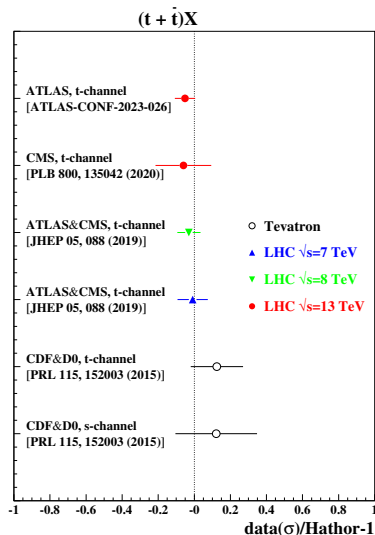 (t + t̄)X
ATLAS, t-channel
[ATLAS-CONF-2023-026]
CMS, t-channel
[PLB 800, 135042 (2020)]
ATLAS&CMS, t-channel
[JHEP 05, 088 (2019)]
ATLAS&CMS, t-channel
[JHEP 05, 088 (2019)]
CDF&D0, t-channel
[PRL 115, 152003 (2015)]
CDF&D0, s-channel
[PRL 115, 152003 (2015)]
Tevatron
LHC √s=7 TeV
LHC √s=8 TeV
LHC √s=13 TeV
-1 -0.8 -0.6 -0.4 -0.2 -0 0.2 0.4 0.6 0.8 1
data(σ)/Hathor-1